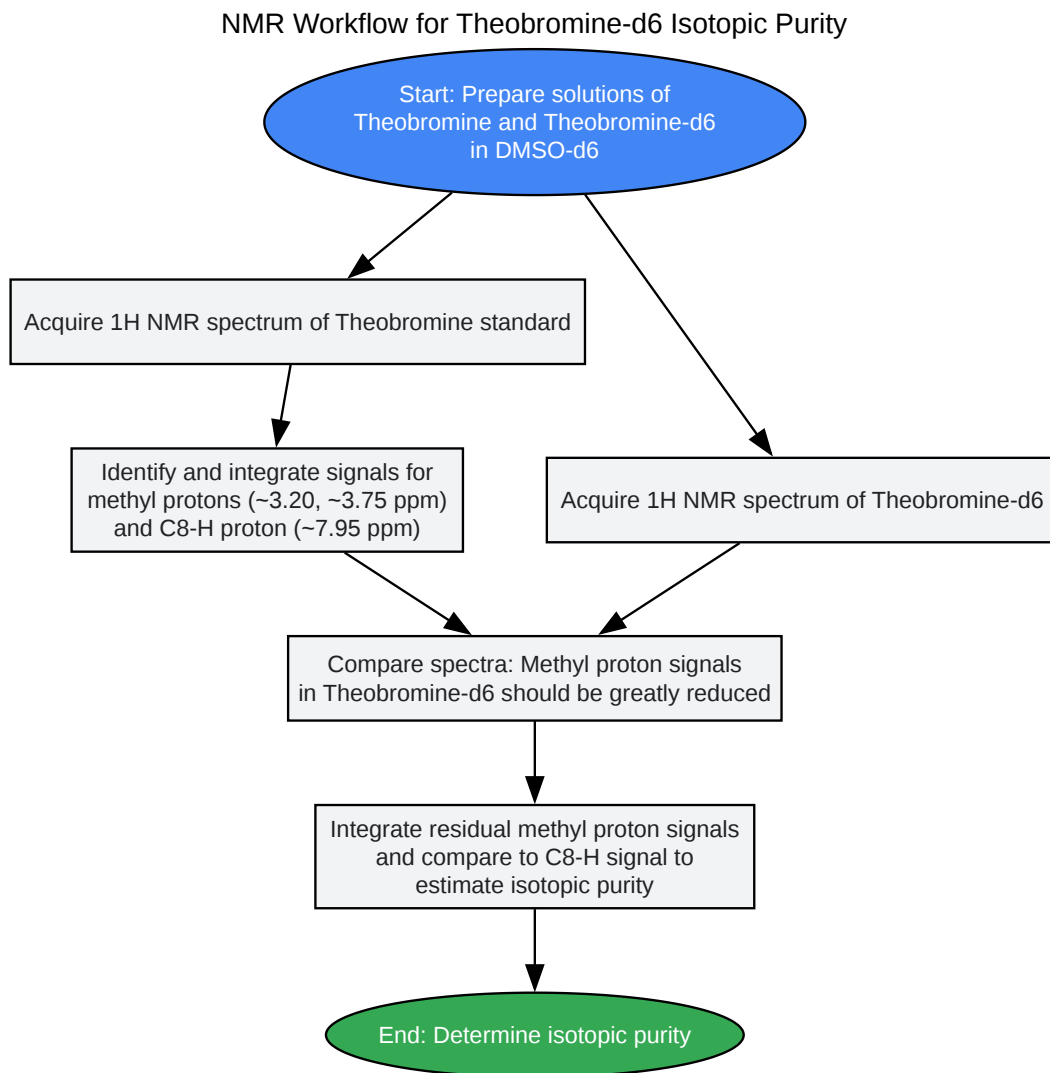 NMR Workflow for Theobromine-d6 Isotopic Purity
Start: Prepare solutions of
Theobromine and Theobromine-d6
in DMSO-d6
Acquire 1H NMR spectrum of Theobromine standard
Identify and integrate signals for
methyl protons (~3.20, ~3.75 ppm)
and C8-H proton (~7.95 ppm)
Acquire 1H NMR spectrum of Theobromine-d6
Compare spectra: Methyl proton signals
in Theobromine-d6 should be greatly reduced
Integrate residual methyl proton signals
and compare to C8-H signal to
estimate isotopic purity
End: Determine isotopic purity